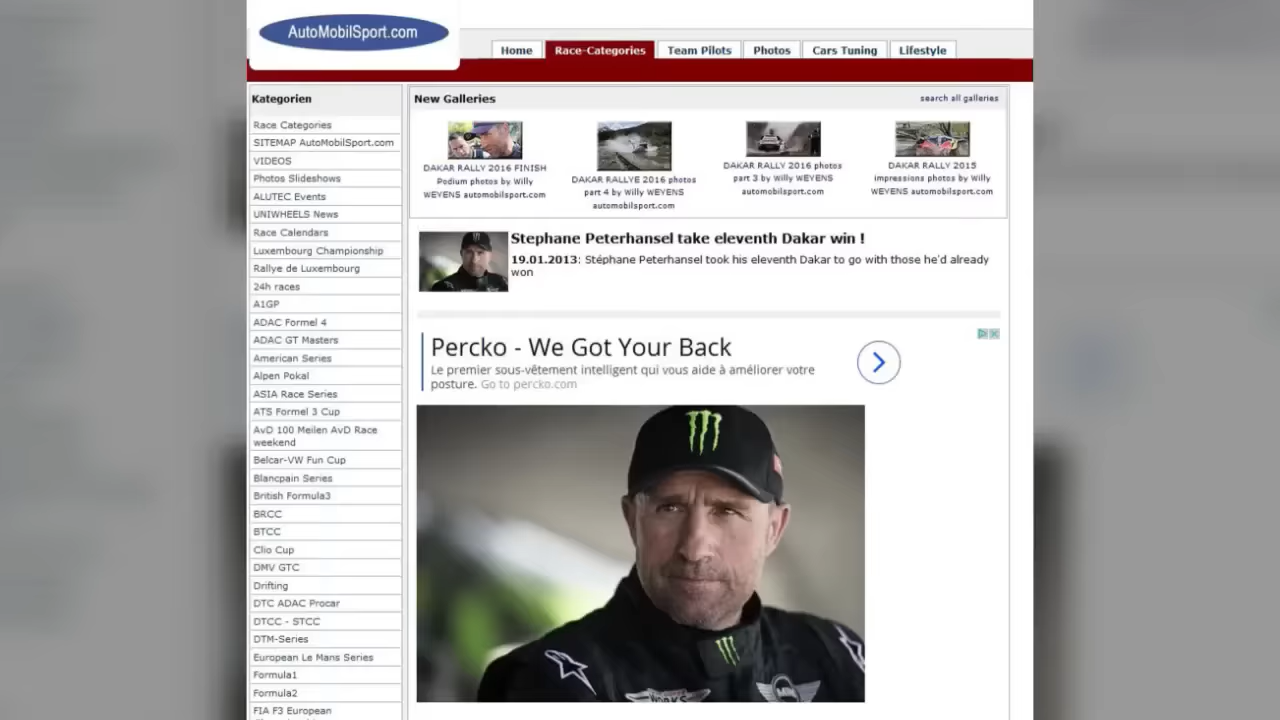 AutoMobilSport.com
Home
Race-Categories
Team Pilots
Photos
Cars Tuning
Lifestyle
Kategorien
Race Categories
SITEMAP AutoMobilSport.com
VIDEOS
Photos Slideshows
ALUTEC Events
UNIWHEELS News
Race Calendars
Luxembourg Championship
Rallye de Luxembourg
24h races
A1GP
ADAC Formel 4
ADAC GT Masters
American Series
Alpen Pokal
ASIA Race Series
ATS Formel 3 Cup
AvD 100 Meilen AvD Race
weekend
Belcar-VW Fun Cup
Blancpain Series
British Formula3
BRCC
BTCC
Clio Cup
DMV GTC
Drifting
DTC ADAC Procar
DTCC - STCC
DTM-Series
European Le Mans Series
Formula1
Formula2
FIA F3 European
New Galleries
search all galleries
DAKAR RALLY 2016 FINISH
Podium photos by Willy
WEYENS automobilsport.com
DAKAR RALLYE 2016 photos
part 4 by Willy WEYENS
automobilsport.com
DAKAR RALLY 2016 photos
part 3 by Willy WEYENS
automobilsport.com
DAKAR RALLY 2015
impressions photos by Willy
WEYENS automobilsport.com
Stephane Peterhansel take eleventh Dakar win !
19.01.2013: Stéphane Peterhansel took his eleventh Dakar to go with those he'd already
won
Percko - We Got Your Back
Le premier sous-vêtement intelligent qui vous aide à améliorer votre
posture. Go to percko.com